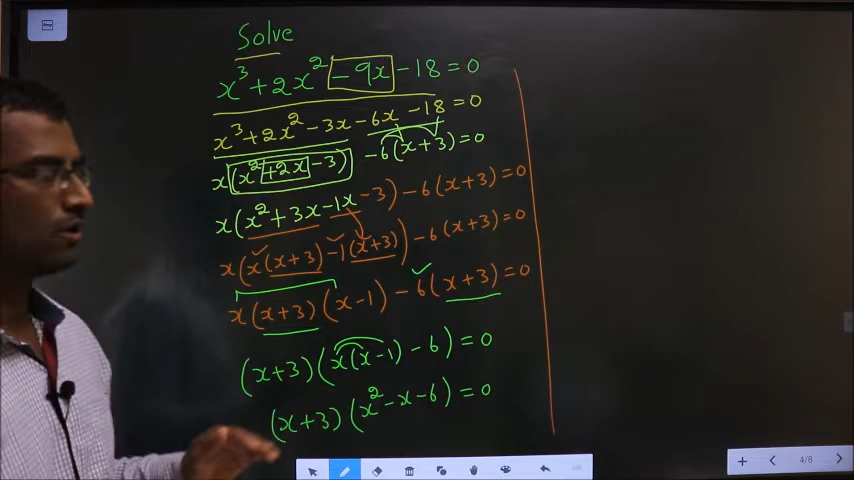 Solve
x³ + 2x² - 9x - 18 = 0
x³ + 2x² - 3x - 6x - 18 = 0
x(x² + 2x - 3) - 6(x + 3) = 0
x(x² + 3x - 1x - 3) - 6(x + 3) = 0
x(x(x + 3) - 1(x + 3)) - 6(x + 3) = 0
x(x + 3)(x - 1) - 6(x + 3) = 0
(x + 3)(x(x - 1) - 6) = 0
(x + 3)(x² - x - 6) = 0
4/8